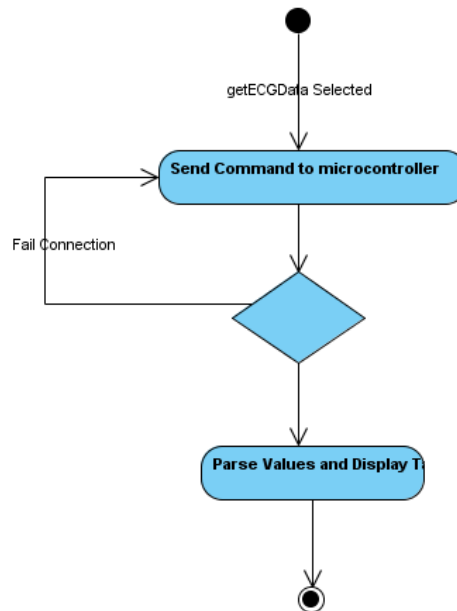 getECGData Selected
Send Command to microcontroller
Fail Connection
Parse Values and Display